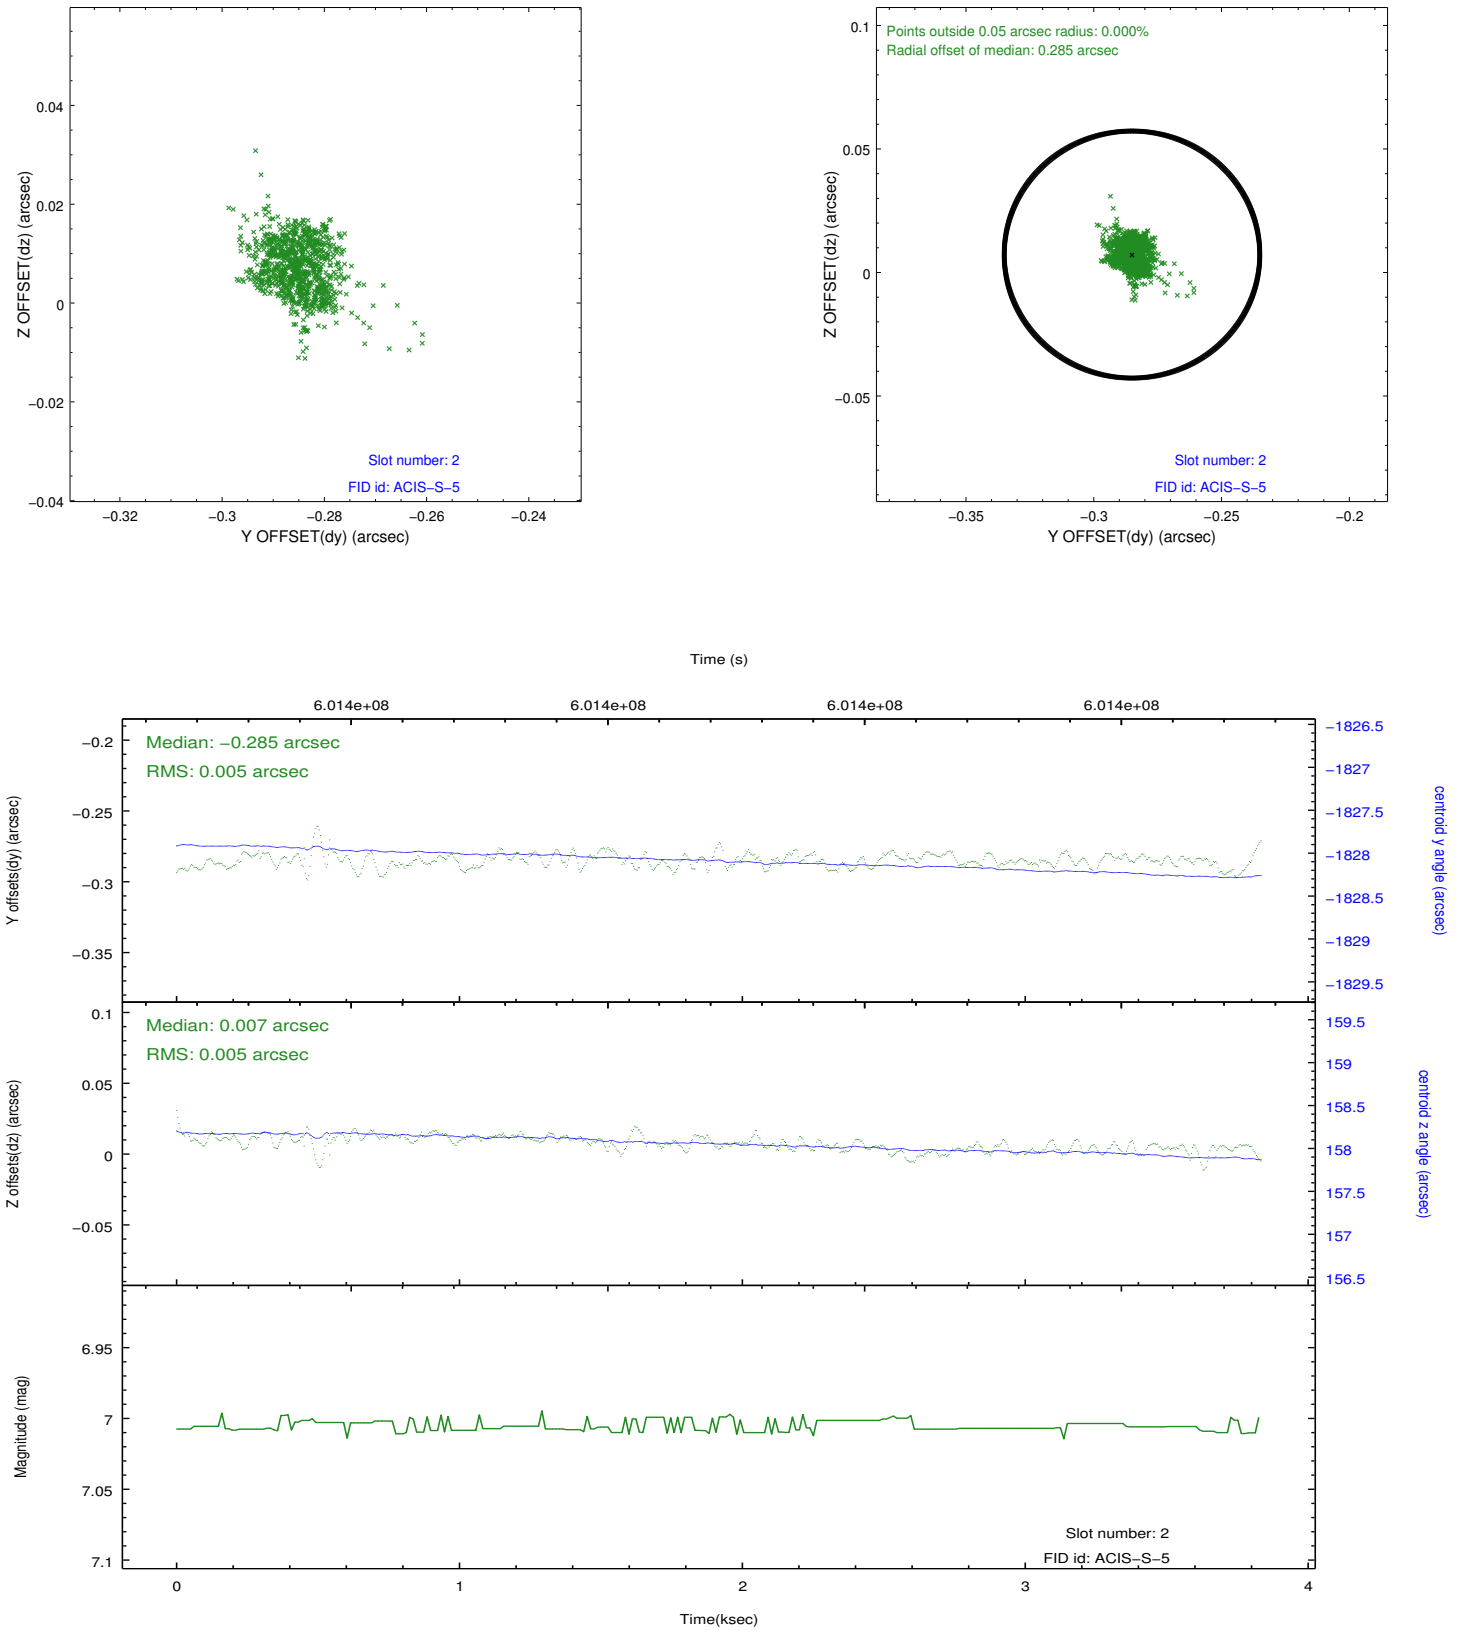 0.04
0.02
0
−0.02
−0.04
Z OFFSET(dz) (arcsec)
−0.32 −0.3 −0.28 −0.26 −0.24
Y OFFSET(dy) (arcsec)
Slot number: 2
FID id: ACIS−S−5
Points outside 0.05 arcsec radius: 0.000%
Radial offset of median: 0.285 arcsec
0.1
0.05
0
−0.05
Z OFFSET(dz) (arcsec)
−0.35 −0.3 −0.25 −0.2
Y OFFSET(dy) (arcsec)
Slot number: 2
FID id: ACIS−S−5
Time (s)
6.014e+08 6.014e+08 6.014e+08 6.014e+08
Median: −0.285 arcsec
RMS: 0.005 arcsec
−0.2
−0.25
−0.3
−0.35
Y offsets(dy) (arcsec)
−1826.5
−1827
−1827.5
−1828
−1828.5
−1829
−1829.5
centroid y angle (arcsec)
Median: 0.007 arcsec
RMS: 0.005 arcsec
0.1
0.05
0
−0.05
Z offsets(dz) (arcsec)
159.5
159
158.5
158
157.5
157
156.5
centroid z angle (arcsec)
6.95
7
7.05
7.1
Magnitude (mag)
Slot number: 2
FID id: ACIS−S−5
0 1 2 3 4
Time(ksec)